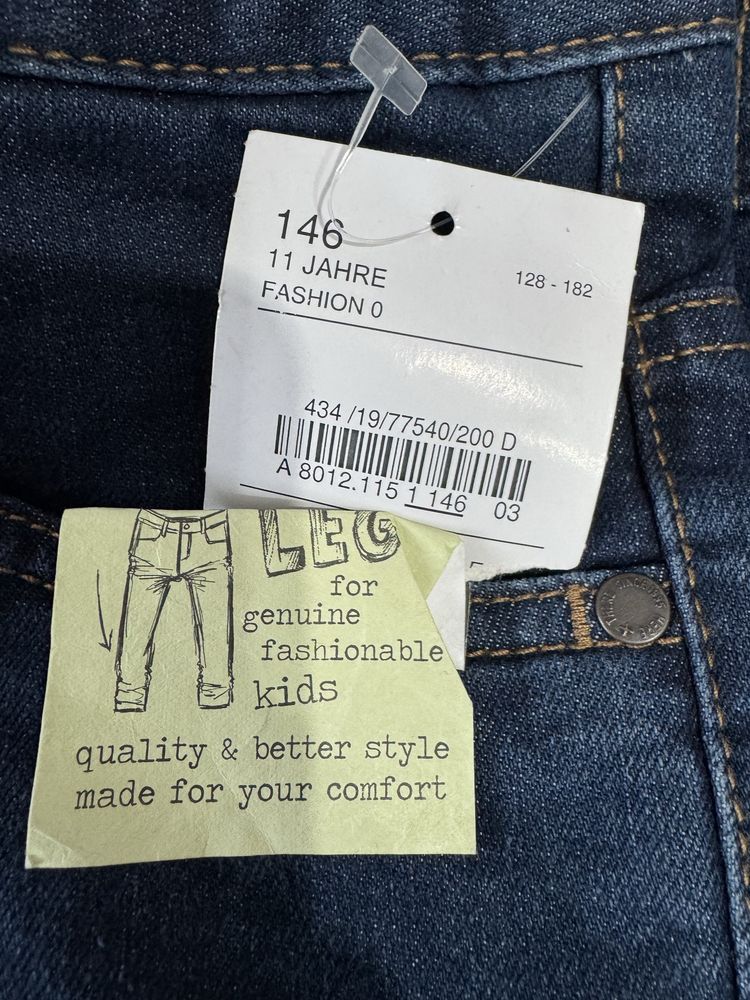 146
11 JAHRE
128 - 182
FASHION 0
434 /19/77540/200 D
A 8012.115 1 146 03
LEG
for
genuine
fashionable
kids
quality & better style
made for your comfort